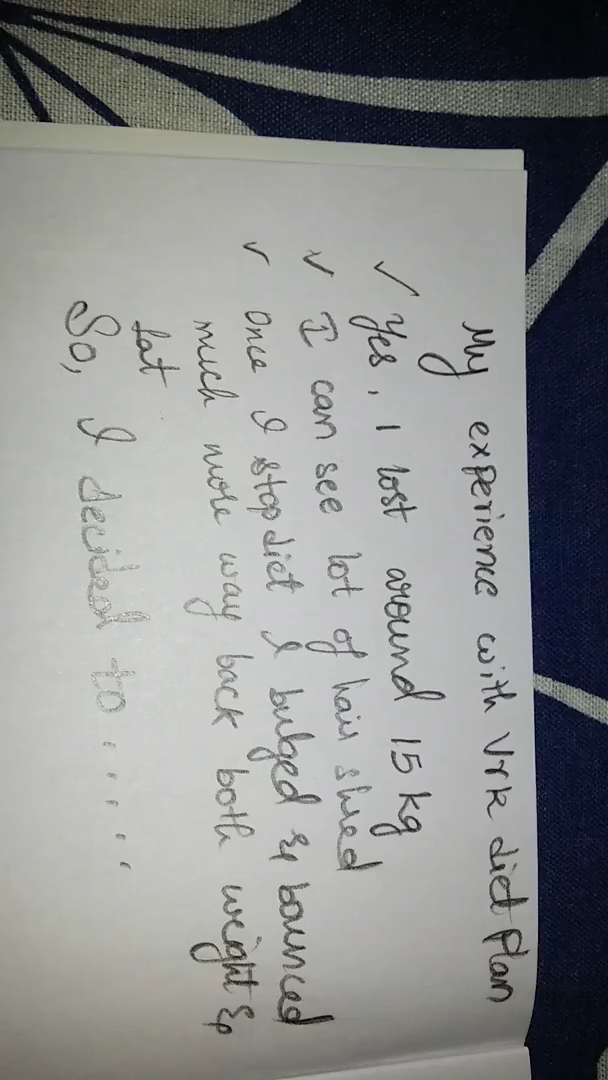 My experience with Vrk diet plan
✓ Yes, I lost around 15 kg
✓ I can see lot of hair shred
✓ Once I stop diet I bulged & bounced
much more way back both weight &
fat
So, I decided to......